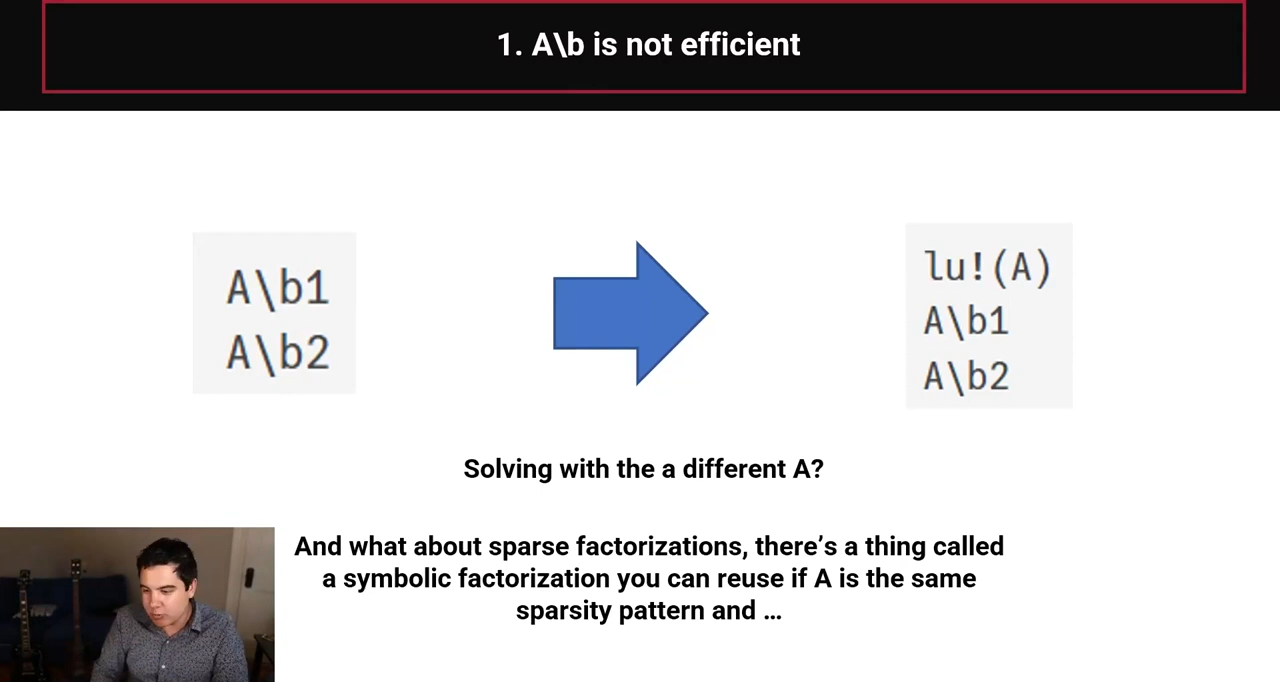 1. A\b is not efficient
A\b1
A\b2
lu!(A)
A\b1
A\b2
Solving with the a different A?
And what about sparse factorizations, there’s a thing called
a symbolic factorization you can reuse if A is the same
sparsity pattern and …